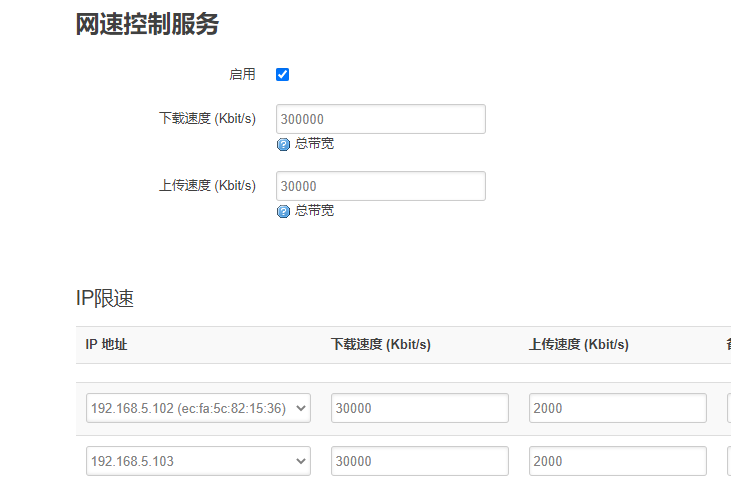 网速控制服务
启用
下载速度 (Kbit/s) 300000
总带宽
上传速度 (Kbit/s) 30000
总带宽
IP限速
IP 地址 下载速度 (Kbit/s) 上传速度 (Kbit/s)
192.168.5.102 (ec:fa:5c:82:15:36) 30000 2000
192.168.5.103 30000 2000